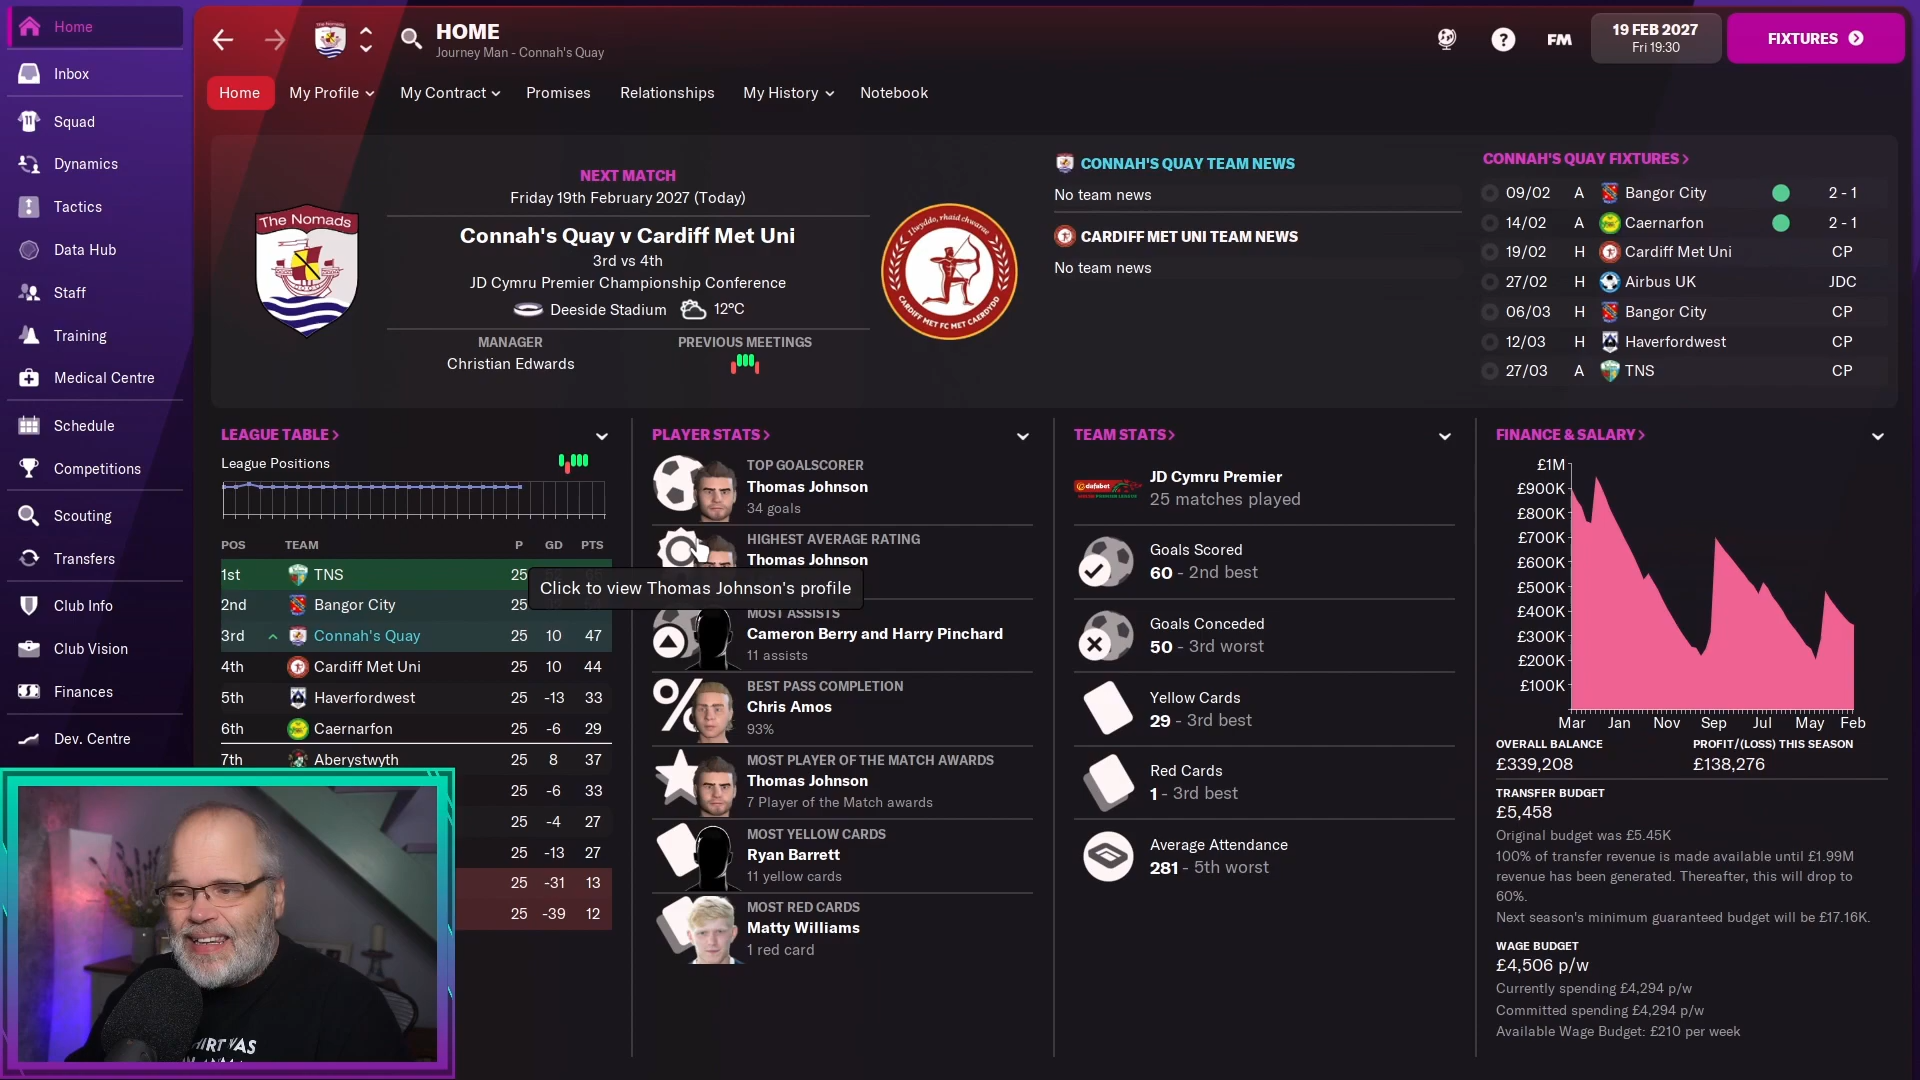 Home
Inbox
Squad
Dynamics
Tactics
Data Hub
Staff
Training
Medical Centre
Schedule
Competitions
Scouting
Transfers
Club Info
Club Vision
Finances
Dev. Centre
HOME
Journey Man - Connah's Quay
FM
19 FEB 2027
Fri 19:30
FIXTURES
Home
My Profile
My Contract
Promises
Relationships
My History
Notebook
The Nomads
NEXT MATCH
Friday 19th February 2027 (Today)
Connah's Quay v Cardiff Met Uni
3rd vs 4th
JD Cymru Premier Championship Conference
Deeside Stadium 12°C
MANAGER
Christian Edwards
PREVIOUS MEETINGS
CARDIFF MET FC MET CAERDYDD
CONNAH'S QUAY TEAM NEWS
No team news
CARDIFF MET UNI TEAM NEWS
No team news
CONNAH'S QUAY FIXTURES
09/02 A Bangor City 2 - 1
14/02 A Caernarfon 2 - 1
19/02 H Cardiff Met Uni CP
27/02 H Airbus UK JDC
06/03 H Bangor City CP
12/03 H Haverfordwest CP
27/03 A TNS CP
LEAGUE TABLE
League Positions
POS TEAM P GD PTS
1st TNS 25
2nd Bangor City 25
3rd Connah's Quay 25 10 47
4th Cardiff Met Uni 25 10 44
5th Haverfordwest 25 -13 33
6th Caernarfon 25 -6 29
7th Aberystwyth 25 8 37
25 -6 33
25 -4 27
25 -13 27
25 -31 13
25 -39 12
PLAYER STATS
TOP GOALSCORER
Thomas Johnson
34 goals
HIGHEST AVERAGE RATING
Thomas Johnson
Click to view Thomas Johnson's profile
MOST ASSISTS
Cameron Berry and Harry Pinchard
11 assists
BEST PASS COMPLETION
Chris Amos
93%
MOST PLAYER OF THE MATCH AWARDS
Thomas Johnson
7 Player of the Match awards
MOST YELLOW CARDS
Ryan Barrett
11 yellow cards
MOST RED CARDS
Matty Williams
1 red card
TEAM STATS
JD Cymru Premier
25 matches played
Goals Scored
60 - 2nd best
Goals Conceded
50 - 3rd worst
Yellow Cards
29 - 3rd best
Red Cards
1 - 3rd best
Average Attendance
281 - 5th worst
FINANCE & SALARY
£1M
£900K
£800K
£700K
£600K
£500K
£400K
£300K
£200K
£100K
Mar Jan Nov Sep Jul May Feb
OVERALL BALANCE
£339,208
PROFIT/(LOSS) THIS SEASON
£138,276
TRANSFER BUDGET
£5,458
Original budget was £5.45K
100% of transfer revenue is made available until £1.99M
revenue has been generated. Thereafter, this will drop to
60%.
Next season's minimum guaranteed budget will be £17.16K.
WAGE BUDGET
£4,506 p/w
Currently spending £4,294 p/w
Committed spending £4,294 p/w
Available Wage Budget: £210 per week